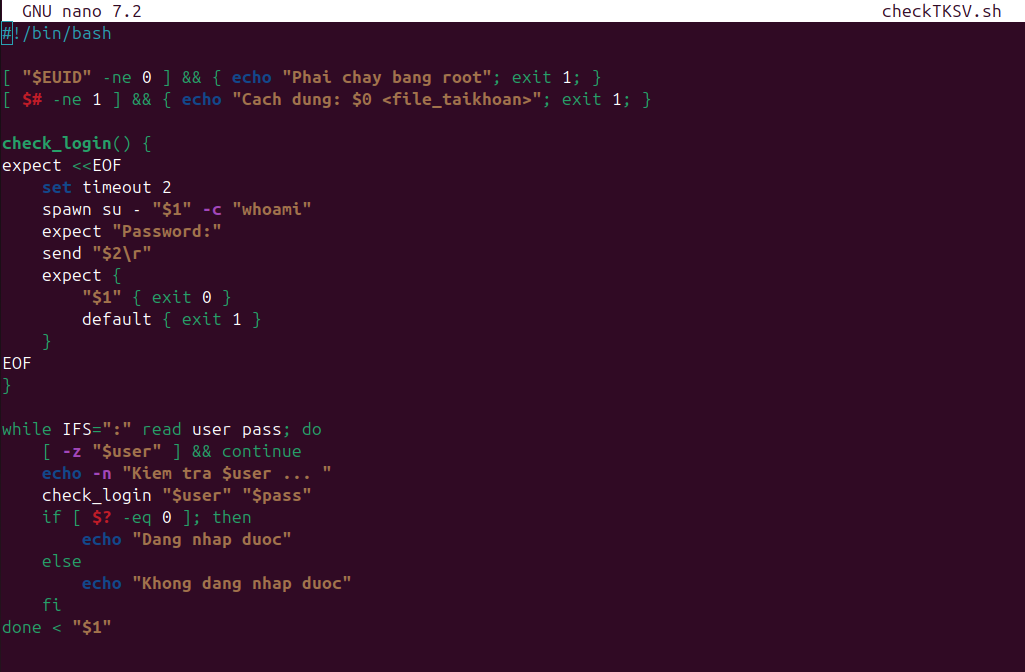 GNU nano 7.2 checkTKSV.sh
#!/bin/bash
[ "$EUID" -ne 0 ] && { echo "Phai chay bang root"; exit 1; }
[ $# -ne 1 ] && { echo "Cach dung: $0 <file_taikhoan>"; exit 1; }
check_login() {
expect <<EOF
    set timeout 2
    spawn su - "$1" -c "whoami"
    expect "Password:"
    send "$2\r"
    expect {
        "$1" { exit 0 }
        default { exit 1 }
    }
EOF
}
while IFS=":" read user pass; do
    [ -z "$user" ] && continue
    echo -n "Kiem tra $user ... "
    check_login "$user" "$pass"
    if [ $? -eq 0 ]; then
        echo "Dang nhap duoc"
    else
        echo "Khong dang nhap duoc"
    fi
done < "$1"